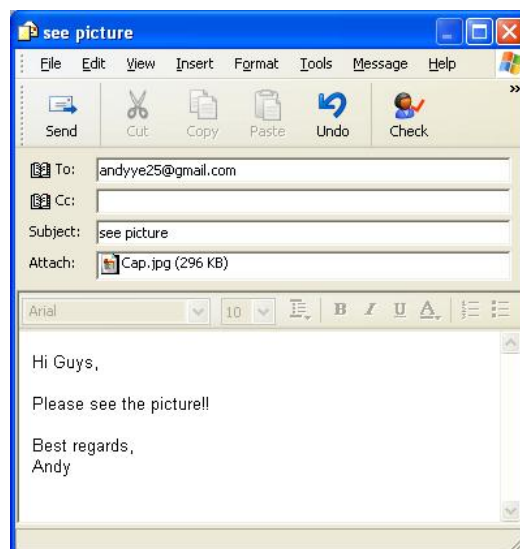 see picture
File Edit View Insert Format Tools Message Help
Send Cut Copy Paste Undo Check »
To: andyye25@gmail.com
Cc:
Subject: see picture
Attach: Cap.jpg (296 KB)
Arial 10 B I U A
Hi Guys,
Please see the picture!!
Best regards,
Andy